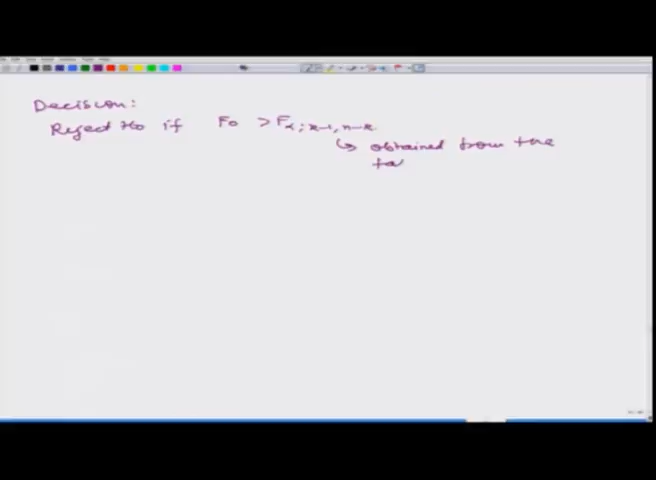 Decision:
Reject H0 if F0 > Fα; k-1, n-k
↳ obtained from the
ta